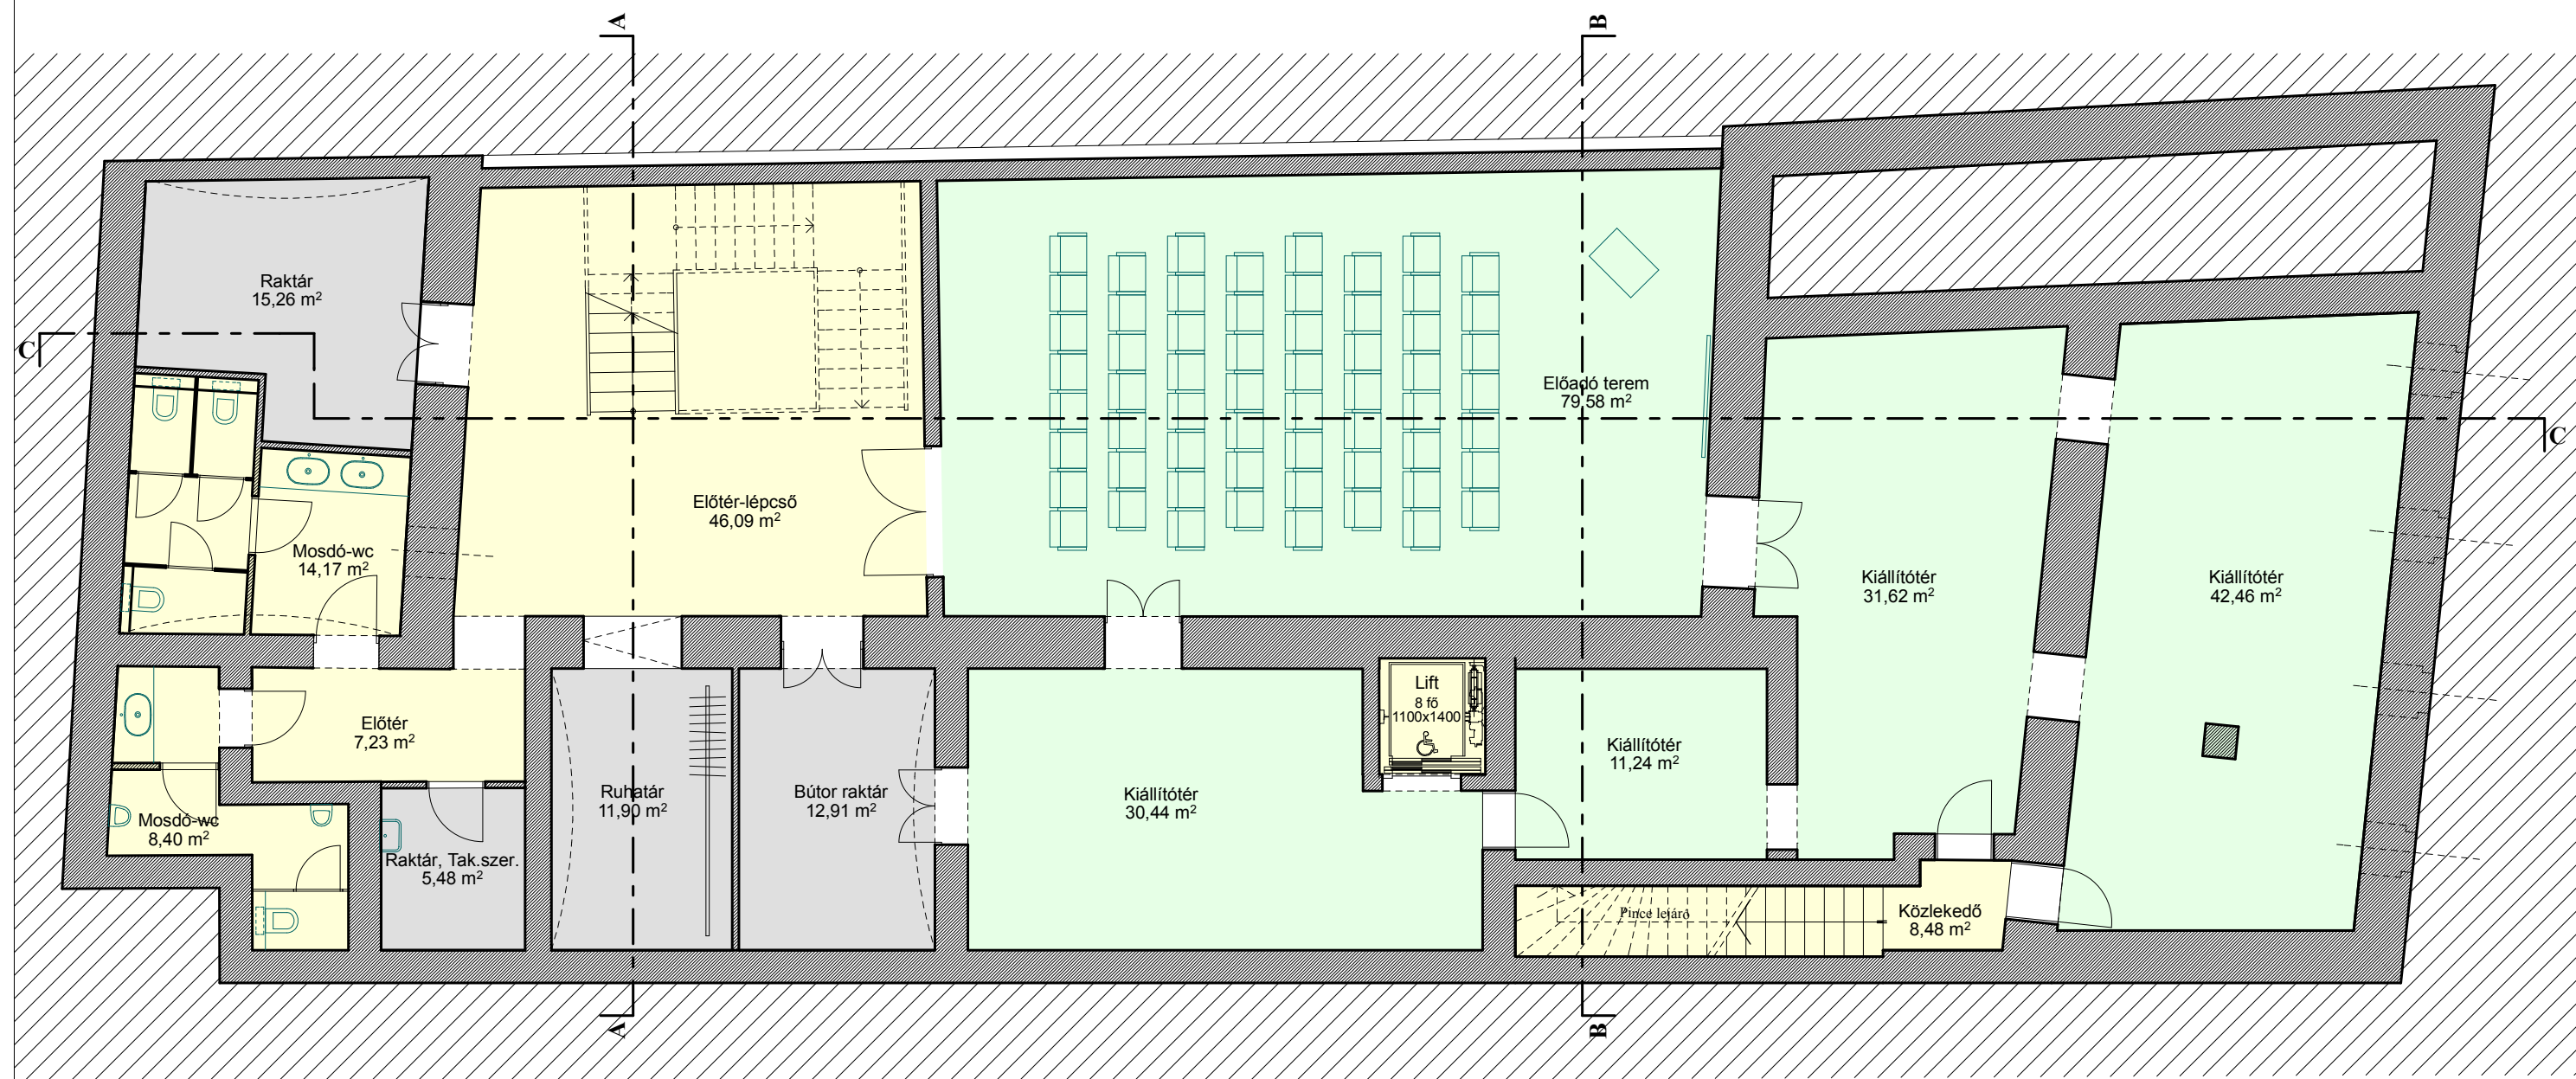 A
B
Raktár
15,26 m²
C
Előadó terem
79,58 m²
C
Előtér-lépcső
46,09 m²
Mosdó-wc
14,17 m²
Kiállítótér
31,62 m²
Kiállítótér
42,46 m²
Lift
8 fő
1100x1400
Előtér
7,23 m²
Kiállítótér
11,24 m²
Ruhatár
11,90 m²
Bútor raktár
12,91 m²
Kiállítótér
30,44 m²
Mosdó-wc
8,40 m²
Raktár, Tak.szer.
5,48 m²
Pince lejáró
Közlekedő
8,48 m²
A
B